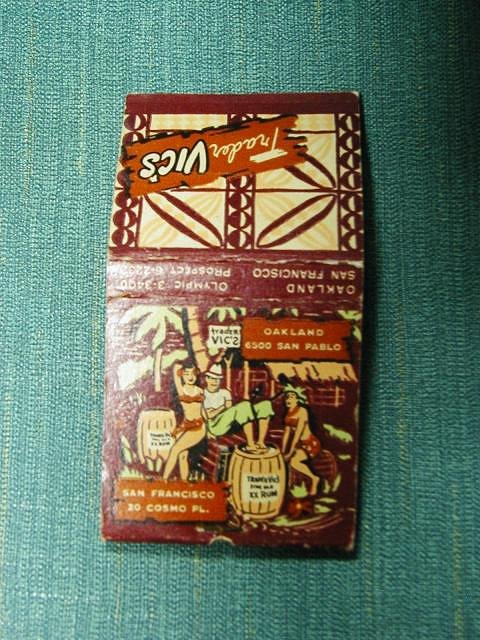 Trader VIC'S
OAKLAND OLYMPIC 3-3400
SAN FRANCISCO PROSPECT 6-2232
trader
VIC'S
OAKLAND
6500 SAN PABLO
TRADER VIC'S
XX RUM
SAN FRANCISCO
20 COSMO PL.